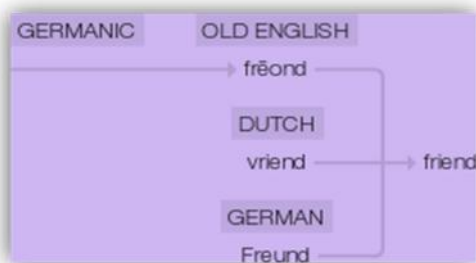 GERMANIC OLD ENGLISH
frēond
DUTCH
vriend friend
GERMAN
Freund